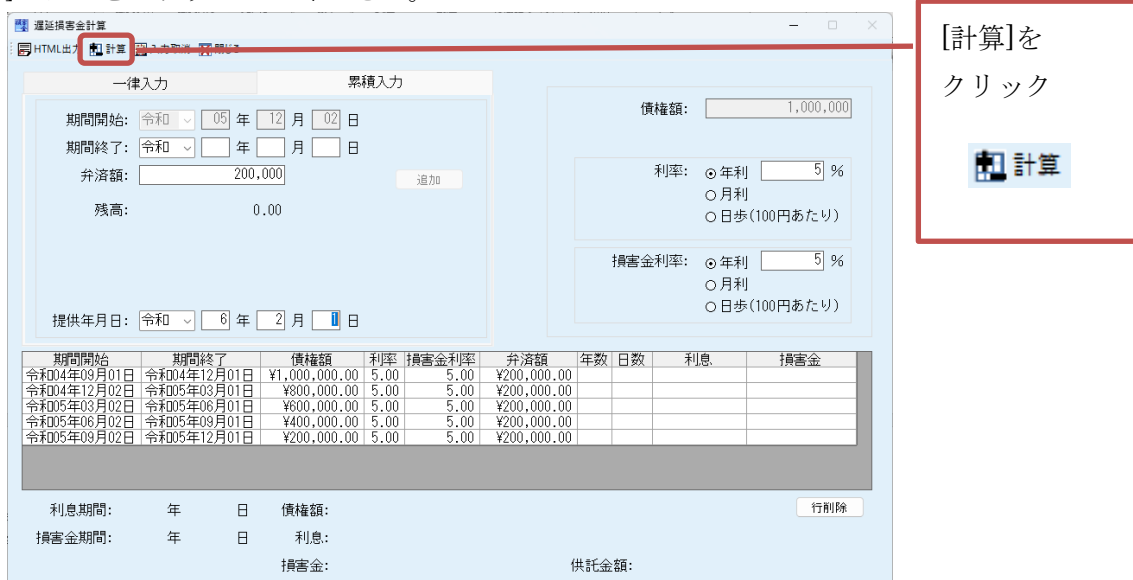 遅延損害金計算
HTML出力 計算 入力取消 閉じる
[計算]を
クリック
計算
一律入力 累積入力
期間開始: 令和 05 年 12 月 02 日
期間終了: 令和 年 月 日
弁済額: 200,000 追加
残高: 0.00
提供年月日: 令和 6 年 2 月 1 日
債権額: 1,000,000
利率: 年利 5 %
月利
日歩(100円あたり)
損害金利率: 年利 5 %
月利
日歩(100円あたり)
期間開始 期間終了 債権額 利率 損害金利率 弁済額 年数 日数 利息 損害金
令和04年09月01日 令和04年12月01日 ¥1,000,000.00 5.00 5.00 ¥200,000.00
令和04年12月02日 令和05年03月01日 ¥800,000.00 5.00 5.00 ¥200,000.00
令和05年03月02日 令和05年06月01日 ¥600,000.00 5.00 5.00 ¥200,000.00
令和05年06月02日 令和05年09月01日 ¥400,000.00 5.00 5.00 ¥200,000.00
令和05年09月02日 令和05年12月01日 ¥200,000.00 5.00 5.00 ¥200,000.00
行削除
利息期間: 年 日 債権額:
損害金期間: 年 日 利息:
損害金: 供託金額: